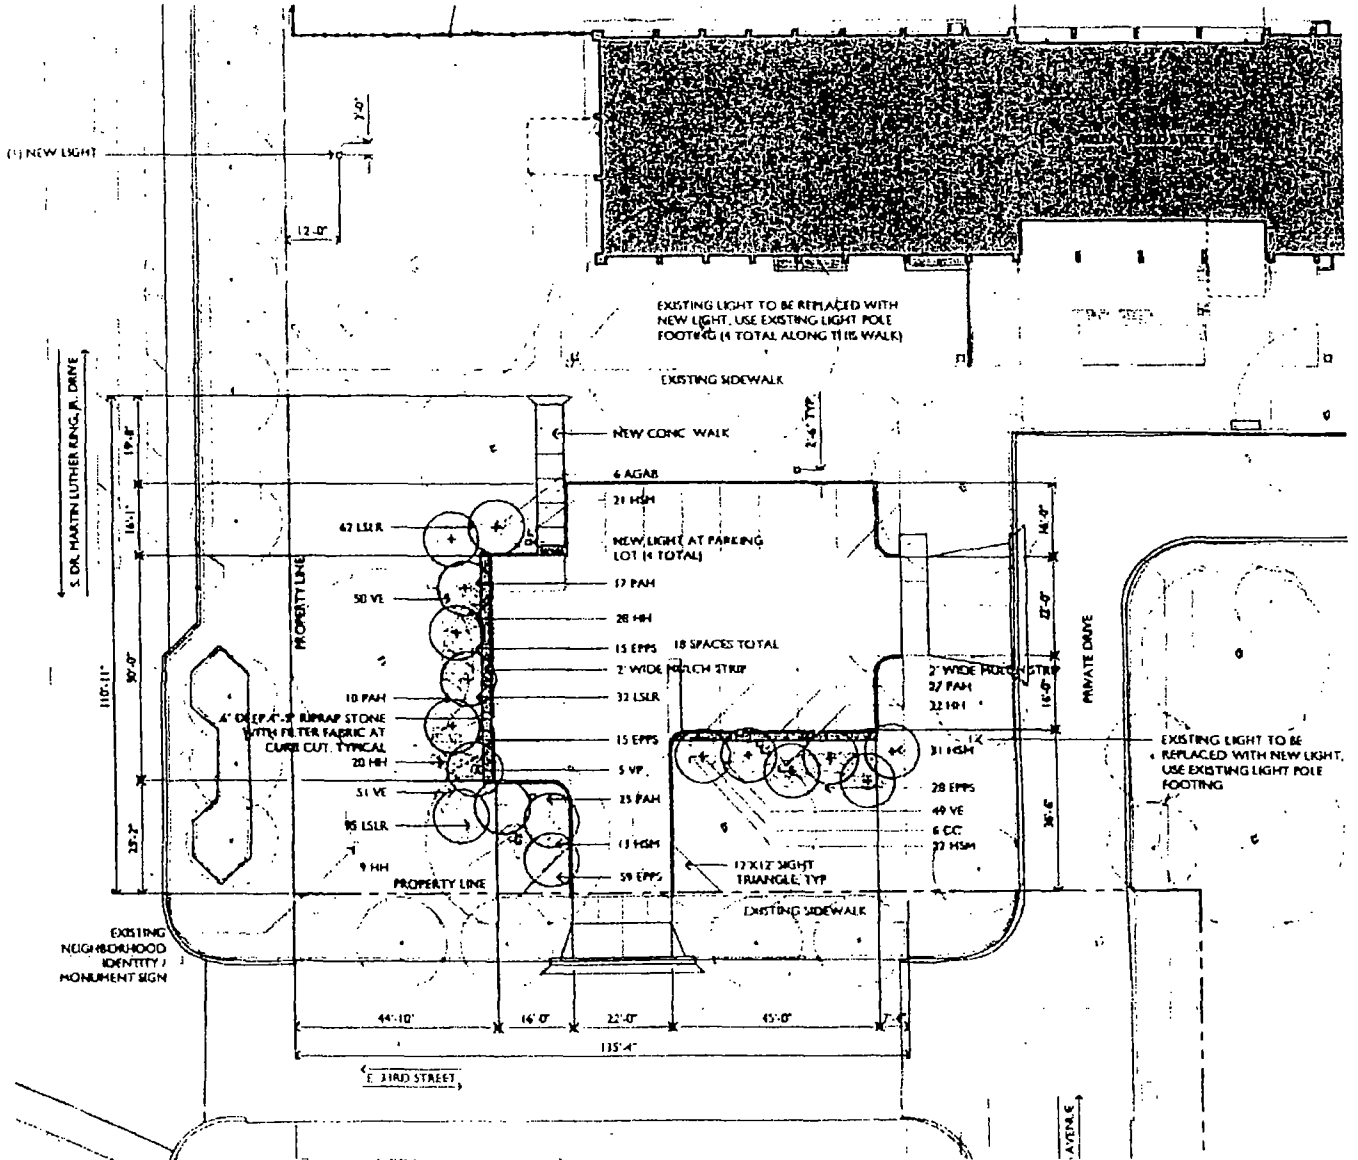 2'-0"
(1) NEW LIGHT
12'-0"
EXISTING LIGHT TO BE REPLACED WITH
NEW LIGHT, USE EXISTING LIGHT POLE
FOOTING (4 TOTAL ALONG THIS WALK)
EXISTING SIDEWALK
S. DR. MARTIN LUTHER KING, JR. DRIVE
19'-8"
2'-6" TYP.
NEW CONC WALK
6 AGAB
21 HSM
62 LSLR
16'-1"
16'-0"
NEW LIGHT AT PARKING
LOT (4 TOTAL)
PROPERTY LINE
17 PAH
50 VE
28 HH
22'-0"
15 EPPS
18 SPACES TOTAL
2' WIDE MULCH STRIP
2' WIDE MULCH STRIP
27 PAH
22 HH
16'-0"
PRIVATE DRIVE
110'-11"
50'-0"
10 PAH
32 LSLR
6" DEEP, 4"-8" RIPRAP STONE
WITH FILTER FABRIC AT
CURB CUT, TYPICAL
15 EPPS
20 HH
5 VP
31 HSM
EXISTING LIGHT TO BE
REPLACED WITH NEW LIGHT,
USE EXISTING LIGHT POLE
FOOTING
51 VE
25 PAH
28 EPPS
49 VE
95 LSLR
6 CC
13 HSM
36'-6"
25'-2"
9 HH
59 EPPS
12'X12' SIGHT
TRIANGLE, TYP
PROPERTY LINE
EXISTING SIDEWALK
EXISTING
NEIGHBORHOOD
IDENTITY /
MONUMENT SIGN
44'-10"
16'-0"
22'-0"
45'-0"
135'-4"
E. 33RD STREET
AVENUE